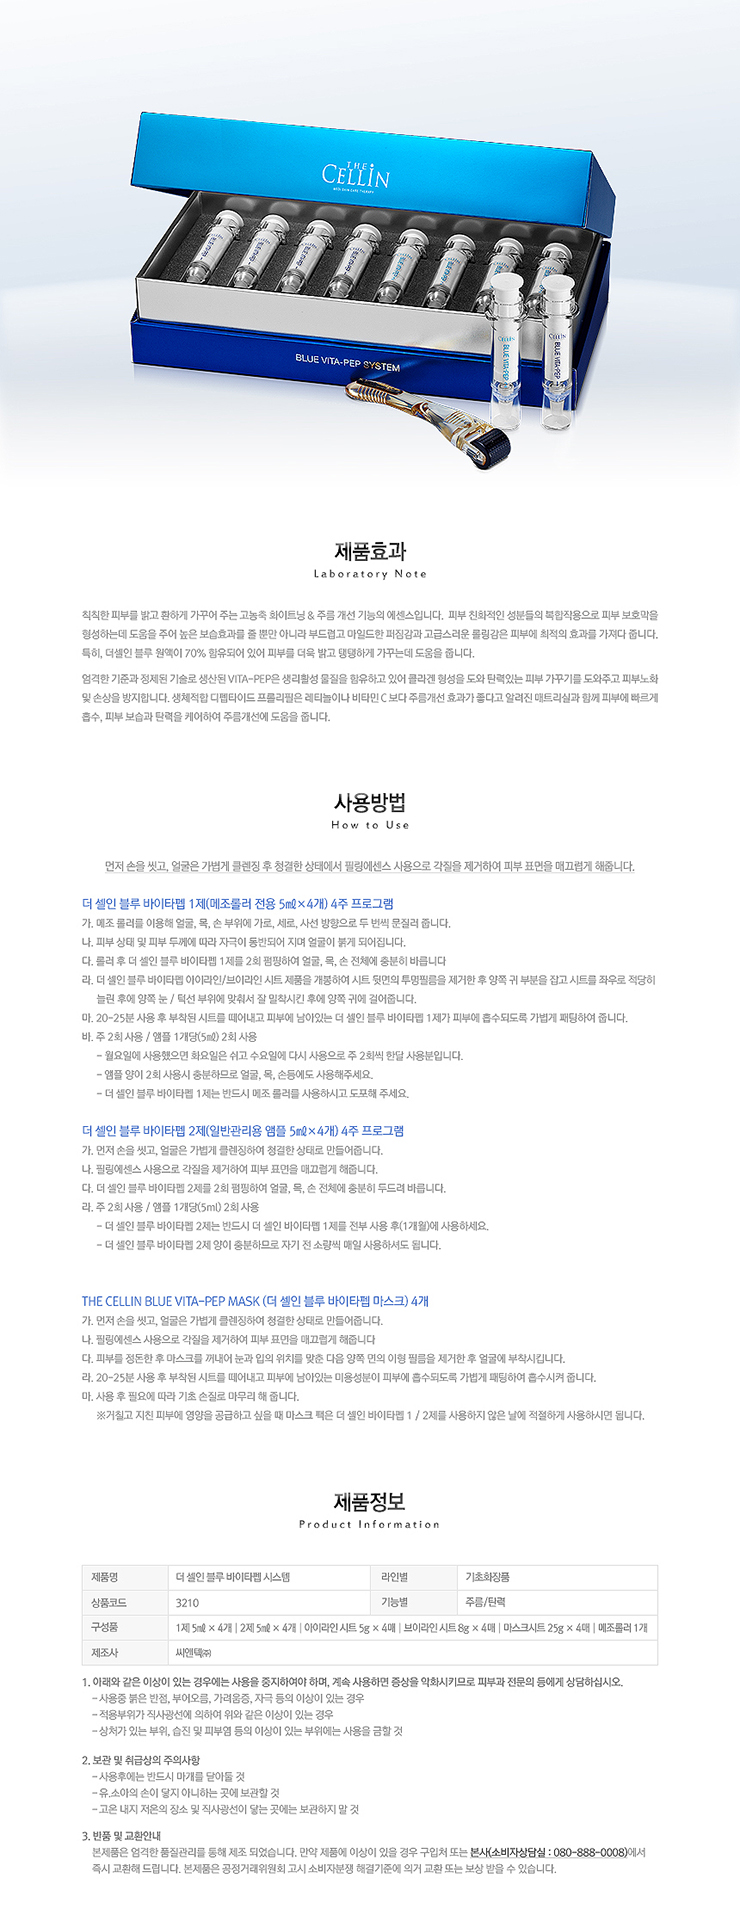 THE
CELLIN
BLUE VITA-PEP
BLUE VITA-PEP
BLUE VITA-PEP SYSTEM
CELLIN
BLUE VITA-PEP
CELLIN
BLUE VITA-PEP
제품효과
Laboratory Note
칙칙한 피부를 밝고 환하게 가꾸어 주는 고농축 화이트닝 & 주름 개선 기능의 에센스입니다. 피부 친화적인 성분들의 복합작용으로 피부 보호막을
형성하는데 도움을 주어 높은 보습효과를 줄 뿐만 아니라 부드럽고 마일드한 퍼짐감과 고급스러운 롤링감은 피부에 최적의 효과를 가져다 줍니다.
특히, 더셀인 블루 원액이 70% 함유되어 있어 피부를 더욱 밝고 탱탱하게 가꾸는데 도움을 줍니다.
엄격한 기준과 정제된 기술로 생산된 VITA-PEP은 생리활성 물질을 함유하고 있어 콜라겐 형성을 도와 탄력있는 피부 가꾸기를 도와주고 피부노화
및 손상을 방지합니다. 생체적합 디펩타이드 프롤리필은 레티놀이나 비타민 C 보다 주름개선 효과가 좋다고 알려진 매트리실과 함께 피부에 빠르게
흡수, 피부 보습과 탄력을 케어하여 주름개선에 도움을 줍니다.
사용방법
How to Use
먼저 손을 씻고, 얼굴은 가볍게 클렌징 후 청결한 상태에서 필링에센스 사용으로 각질을 제거하여 피부 표면을 매끄럽게 해줍니다.
더 셀인 블루 바이타펩 1제(메조롤러 전용 5㎖×4개) 4주 프로그램
가. 메조 롤러를 이용해 얼굴, 목, 손 부위에 가로, 세로, 사선 방향으로 두 번씩 문질러 줍니다.
나. 피부 상태 및 피부 두께에 따라 자극이 동반되어 지며 얼굴이 붉게 되어집니다.
다. 롤러 후 더 셀인 블루 바이타펩 1제를 2회 펌핑하여 얼굴, 목, 손 전체에 충분히 바릅니다
라. 더 셀인 블루 바이타펩 아이라인/브이라인 시트 제품을 개봉하여 시트 뒷면의 투명필름을 제거한 후 양쪽 귀 부분을 잡고 시트를 좌우로 적당히
늘린 후에 양쪽 눈 / 턱선 부위에 맞춰서 잘 밀착시킨 후에 양쪽 귀에 걸어줍니다.
마. 20-25분 사용 후 부착된 시트를 떼어내고 피부에 남아있는 더 셀인 블루 바이타펩 1제가 피부에 흡수되도록 가볍게 패팅하여 줍니다.
바. 주 2회 사용 / 앰플 1개당(5㎖) 2회 사용
- 월요일에 사용했으면 화요일은 쉬고 수요일에 다시 사용으로 주 2회씩 한달 사용분입니다.
- 앰플 양이 2회 사용시 충분하므로 얼굴, 목, 손등에도 사용해주세요.
- 더 셀인 블루 바이타펩 1제는 반드시 메조 롤러를 사용하시고 도포해 주세요.
더 셀인 블루 바이타펩 2제(일반관리용 앰플 5㎖×4개) 4주 프로그램
가. 먼저 손을 씻고, 얼굴은 가볍게 클렌징하여 청결한 상태로 만들어줍니다.
나. 필링에센스 사용으로 각질을 제거하여 피부 표면을 매끄럽게 해줍니다.
다. 더 셀인 블루 바이타펩 2제를 2회 펌핑하여 얼굴, 목, 손 전체에 충분히 두드려 바릅니다.
라. 주 2회 사용 / 앰플 1개당(5ml) 2회 사용
- 더 셀인 블루 바이타펩 2제는 반드시 더 셀인 바이타펩 1제를 전부 사용 후(1개월)에 사용하세요.
- 더 셀인 블루 바이타펩 2제 양이 충분하므로 자기 전 소량씩 매일 사용하셔도 됩니다.
THE CELLIN BLUE VITA-PEP MASK (더 셀인 블루 바이타펩 마스크) 4개
가. 먼저 손을 씻고, 얼굴은 가볍게 클렌징하여 청결한 상태로 만들어줍니다.
나. 필링에센스 사용으로 각질을 제거하여 피부 표면을 매끄럽게 해줍니다
다. 피부를 정돈한 후 마스크를 꺼내어 눈과 입의 위치를 맞춘 다음 양쪽 면의 이형 필름을 제거한 후 얼굴에 부착시킵니다.
라. 20-25분 사용 후 부착된 시트를 떼어내고 피부에 남아있는 미용성분이 피부에 흡수되도록 가볍게 패팅하여 흡수시켜 줍니다.
마. 사용 후 필요에 따라 기초 손질로 마무리 해 줍니다.
※거칠고 지친 피부에 영양을 공급하고 싶을 때 마스크 팩은 더 셀인 바이타펩 1 / 2제를 사용하지 않은 날에 적절하게 사용하시면 됩니다.
제품정보
Product Information
제품명 더 셀인 블루 바이타펩 시스템 라인별 기초화장품
상품코드 3210 기능별 주름/탄력
구성품 1제 5㎖ × 4개 | 2제 5㎖ × 4개 | 아이라인 시트 5g × 4매 | 브이라인 시트 8g × 4매 | 마스크시트 25g × 4매 | 메조롤러 1개
제조사 씨앤텍㈜
1. 아래와 같은 이상이 있는 경우에는 사용을 중지하여야 하며, 계속 사용하면 증상을 악화시키므로 피부과 전문의 등에게 상담하십시오.
- 사용중 붉은 반점, 부어오름, 가려움증, 자극 등의 이상이 있는 경우
- 적용부위가 직사광선에 의하여 위와 같은 이상이 있는 경우
- 상처가 있는 부위, 습진 및 피부염 등의 이상이 있는 부위에는 사용을 금할 것
2. 보관 및 취급상의 주의사항
- 사용후에는 반드시 마개를 닫아둘 것
- 유.소아의 손이 닿지 아니하는 곳에 보관할 것
- 고온 내지 저온의 장소 및 직사광선이 닿는 곳에는 보관하지 말 것
3. 반품 및 교환안내
본제품은 엄격한 품질관리를 통해 제조 되었습니다. 만약 제품에 이상이 있을 경우 구입처 또는 본사(소비자상담실 : 080-888-0008)에서
즉시 교환해 드립니다. 본제품은 공정거래위원회 고시 소비자분쟁 해결기준에 의거 교환 또는 보상 받을 수 있습니다.